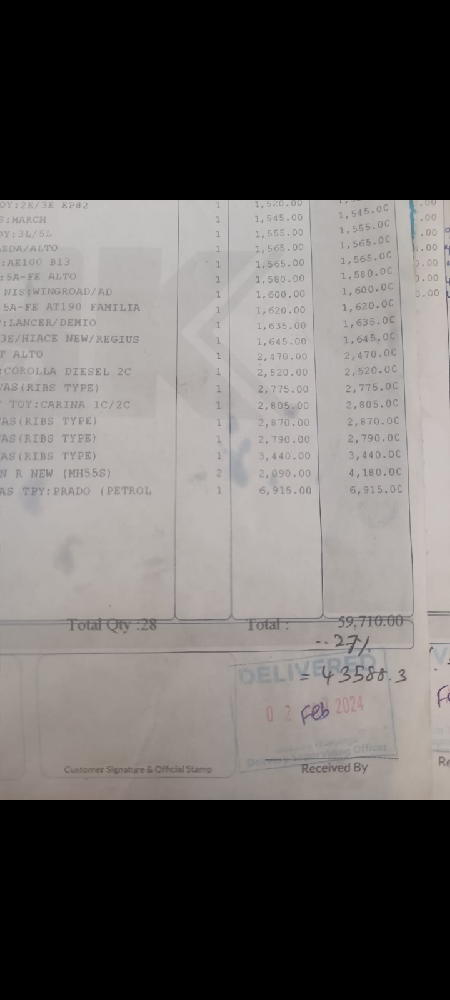 OY:2E/3E EP82 1 1,520.00
S:MARCH 1 1,545.00 1,545.00
OY:3L/5L 1 1,555.00 1,555.00
AZDA/ALTO 1 1,565.00 1,565.00
:AE100 B13 1 1,565.00 1,565.00
:5A-FE ALTO 1 1,580.00 1,580.00
NIS:WINGROAD/AD 1 1,600.00 1,600.00
5A-FE AT190 FAMILIA 1 1,620.00 1,620.00
:LANCER/DEMIO 1 1,635.00 1,635.00
3E/HIACE NEW/REGIUS 1 1,645.00 1,645.00
T ALTO 1 2,470.00 2,470.00
:COROLLA DIESEL 2C 1 2,520.00 2,520.00
VAS(RIBS TYPE) 1 2,775.00 2,775.00
TOY:CARINA 1C/2C 1 2,805.00 2,805.00
VAS(RIBS TYPE) 1 2,870.00 2,870.00
VAS(RIBS TYPE) 1 2,790.00 2,790.00
VAS(RIBS TYPE) 1 3,440.00 3,440.00
N R NEW (MH55S) 2 2,090.00 4,180.00
AS TPY:PRADO (PETROL 1 6,915.00 6,915.00
Total Qty :28 Total : 59,710.00
-27%
= 43588.3
DELIVERED
02 Feb 2024
Customer Signature & Official Stamp
Received By